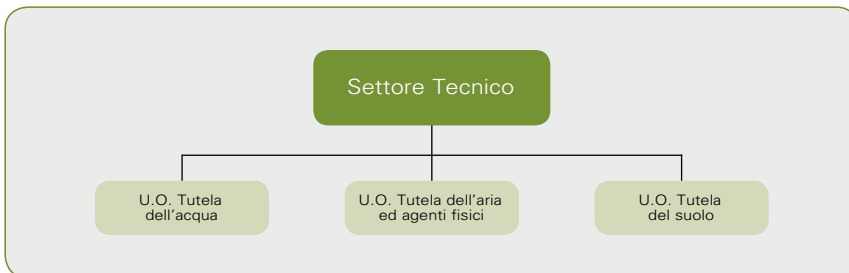 Settore Tecnico
U.O. Tutela
dell'acqua
U.O. Tutela dell'aria
ed agenti fisici
U.O. Tutela
del suolo